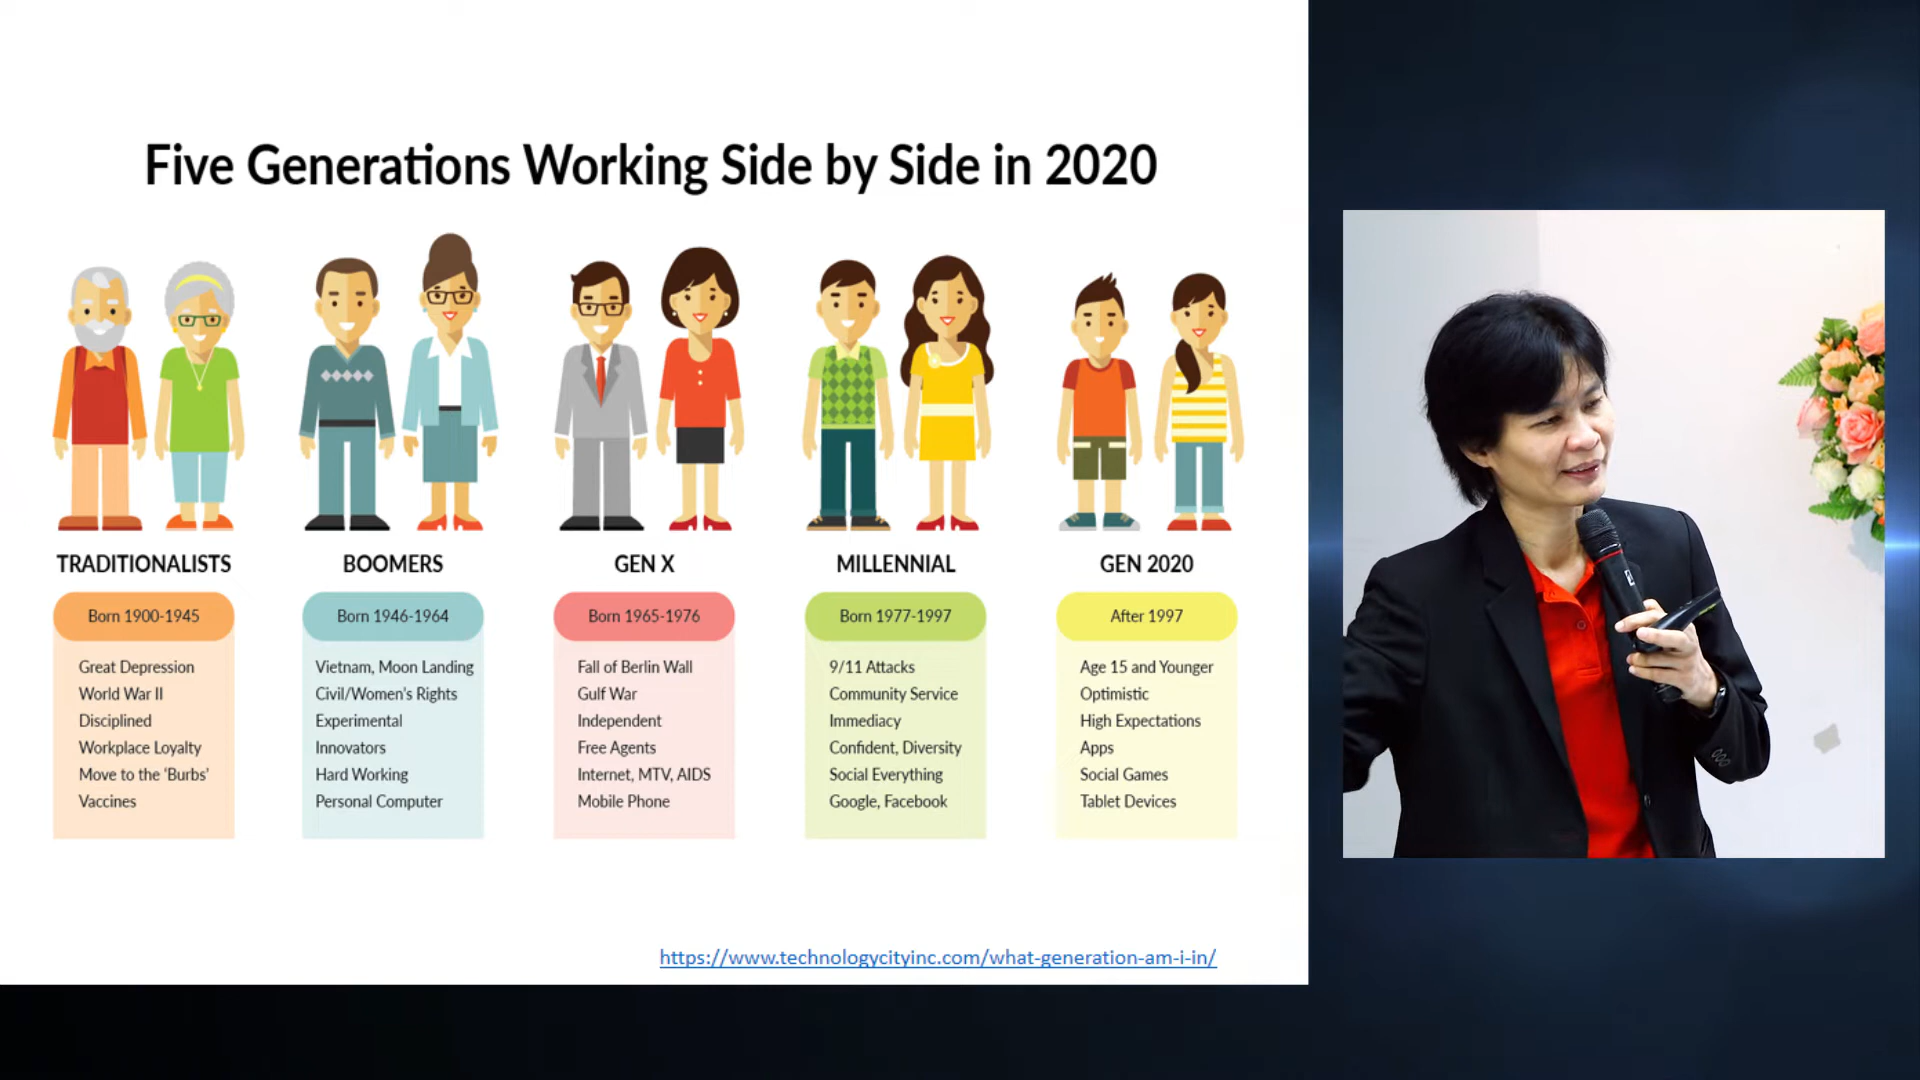 Five Generations Working Side by Side in 2020
TRADITIONALISTS
Born 1900-1945
Great Depression
World War II
Disciplined
Workplace Loyalty
Move to the ‘Burbs’
Vaccines
BOOMERS
Born 1946-1964
Vietnam, Moon Landing
Civil/Women's Rights
Experimental
Innovators
Hard Working
Personal Computer
GEN X
Born 1965-1976
Fall of Berlin Wall
Gulf War
Independent
Free Agents
Internet, MTV, AIDS
Mobile Phone
MILLENNIAL
Born 1977-1997
9/11 Attacks
Community Service
Immediacy
Confident, Diversity
Social Everything
Google, Facebook
GEN 2020
After 1997
Age 15 and Younger
Optimistic
High Expectations
Apps
Social Games
Tablet Devices
https://www.technologycityinc.com/what-generation-am-i-in/